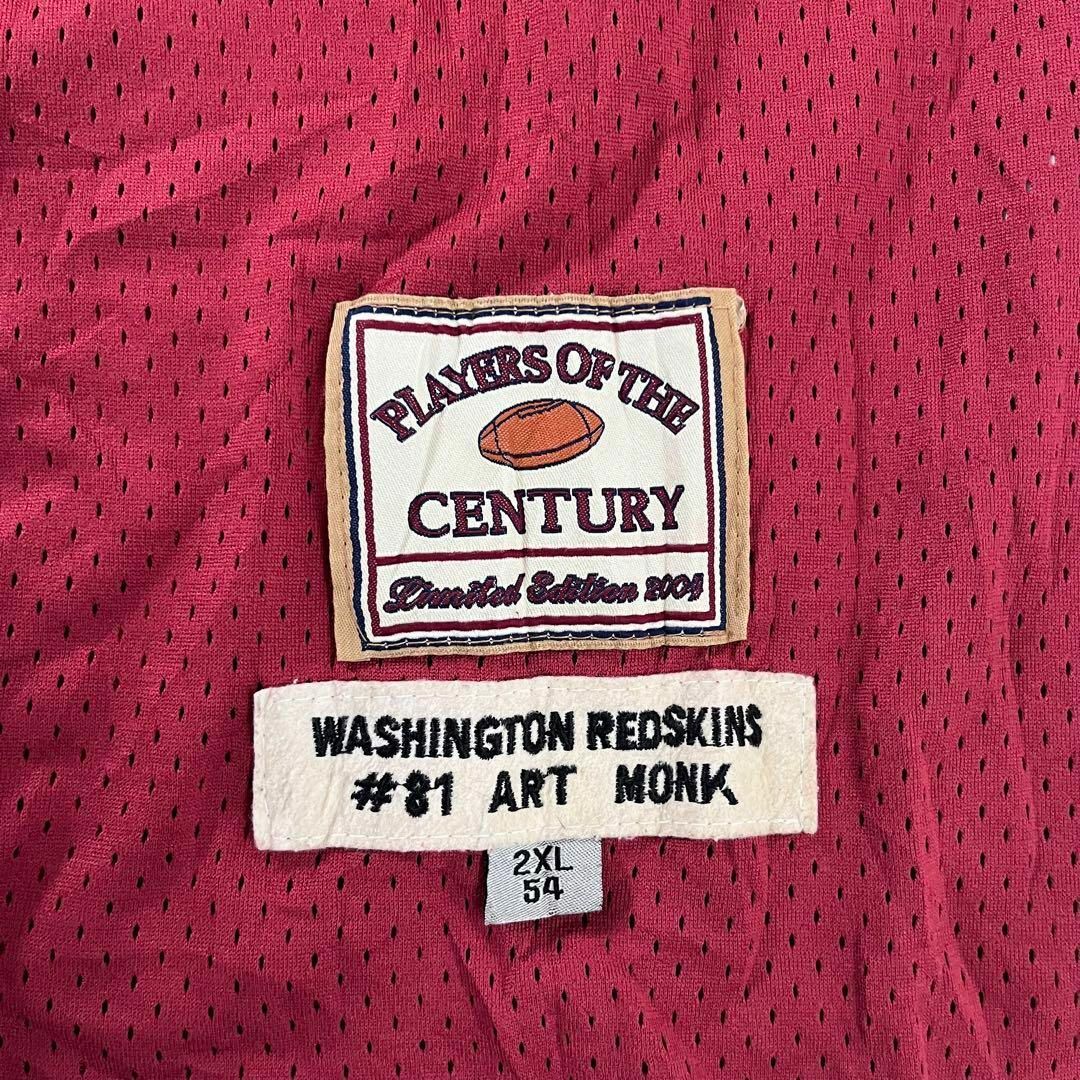 PLAYERS OF THE
CENTURY
Limited Edition 2004
WASHINGTON REDSKINS
#81 ART MONK
2XL
54